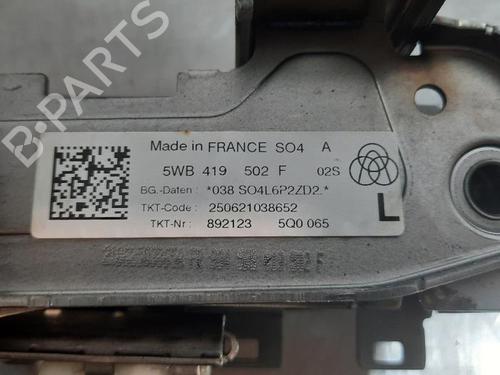 B-PARTS
Made in FRANCE SO4 A
5WB 419 502 F 02S
BG.-Daten : *038 SO4L6P2ZD2.*
TKT-Code : 250621038652
TKT-Nr : 892123 5Q0 065
L